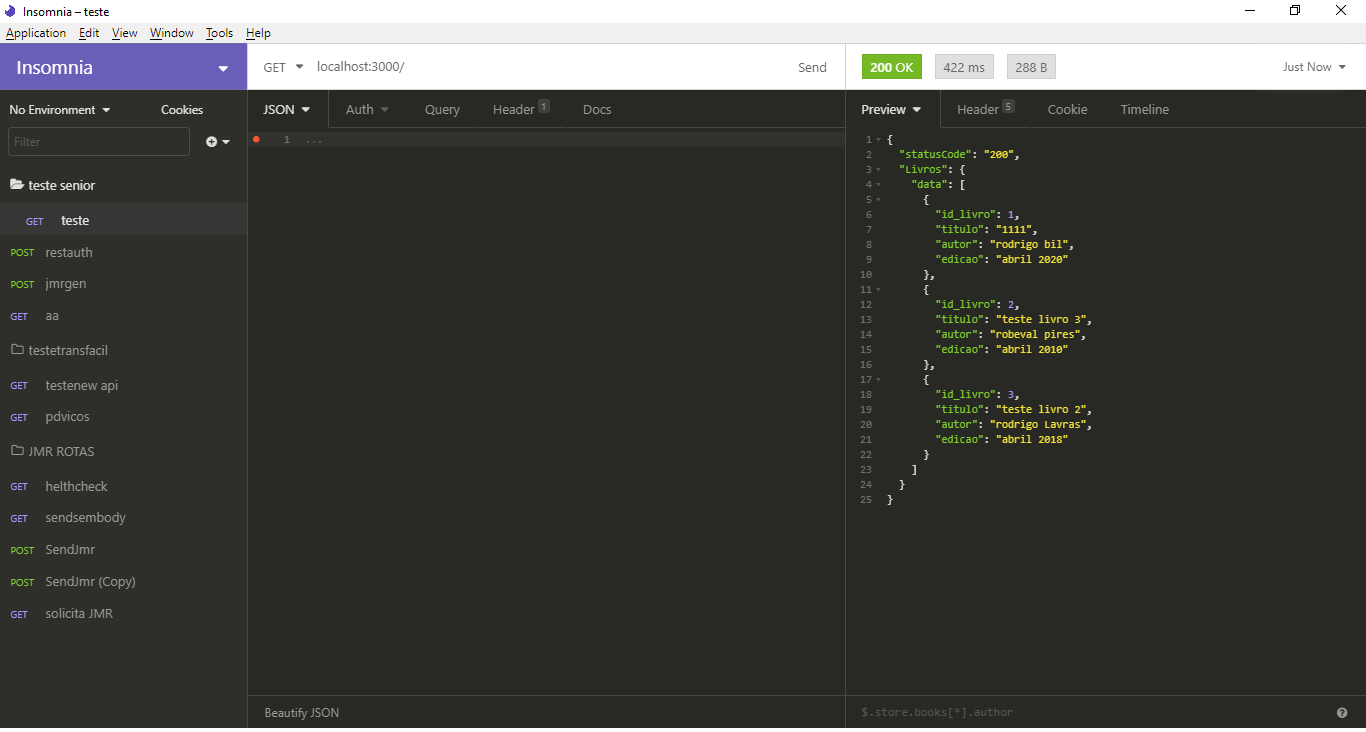 Insomnia – teste
Application Edit View Window Tools Help
Insomnia
GET localhost:3000/ Send
200 OK 422 ms 288 B Just Now
No Environment Cookies
JSON Auth Query Header 1 Docs
Preview Header 5 Cookie Timeline
Filter
teste senior
GET teste
POST restauth
POST jmrgen
GET aa
testetransfacil
GET testenew api
GET pdvicos
JMR ROTAS
GET helthcheck
GET sendsembody
POST SendJmr
POST SendJmr (Copy)
GET solicita JMR
1 ...
Beautify JSON
1 {
2 "statusCode": "200",
3 "Livros": {
4 "data": [
5 {
6 "id_livro": 1,
7 "titulo": "1111",
8 "autor": "rodrigo bil",
9 "edicao": "abril 2020"
10 },
11 {
12 "id_livro": 2,
13 "titulo": "teste livro 3",
14 "autor": "robeval pires",
15 "edicao": "abril 2010"
16 },
17 {
18 "id_livro": 3,
19 "titulo": "teste livro 2",
20 "autor": "rodrigo Lavras",
21 "edicao": "abril 2018"
22 }
23 ]
24 }
25 }
$.store.books[*].author